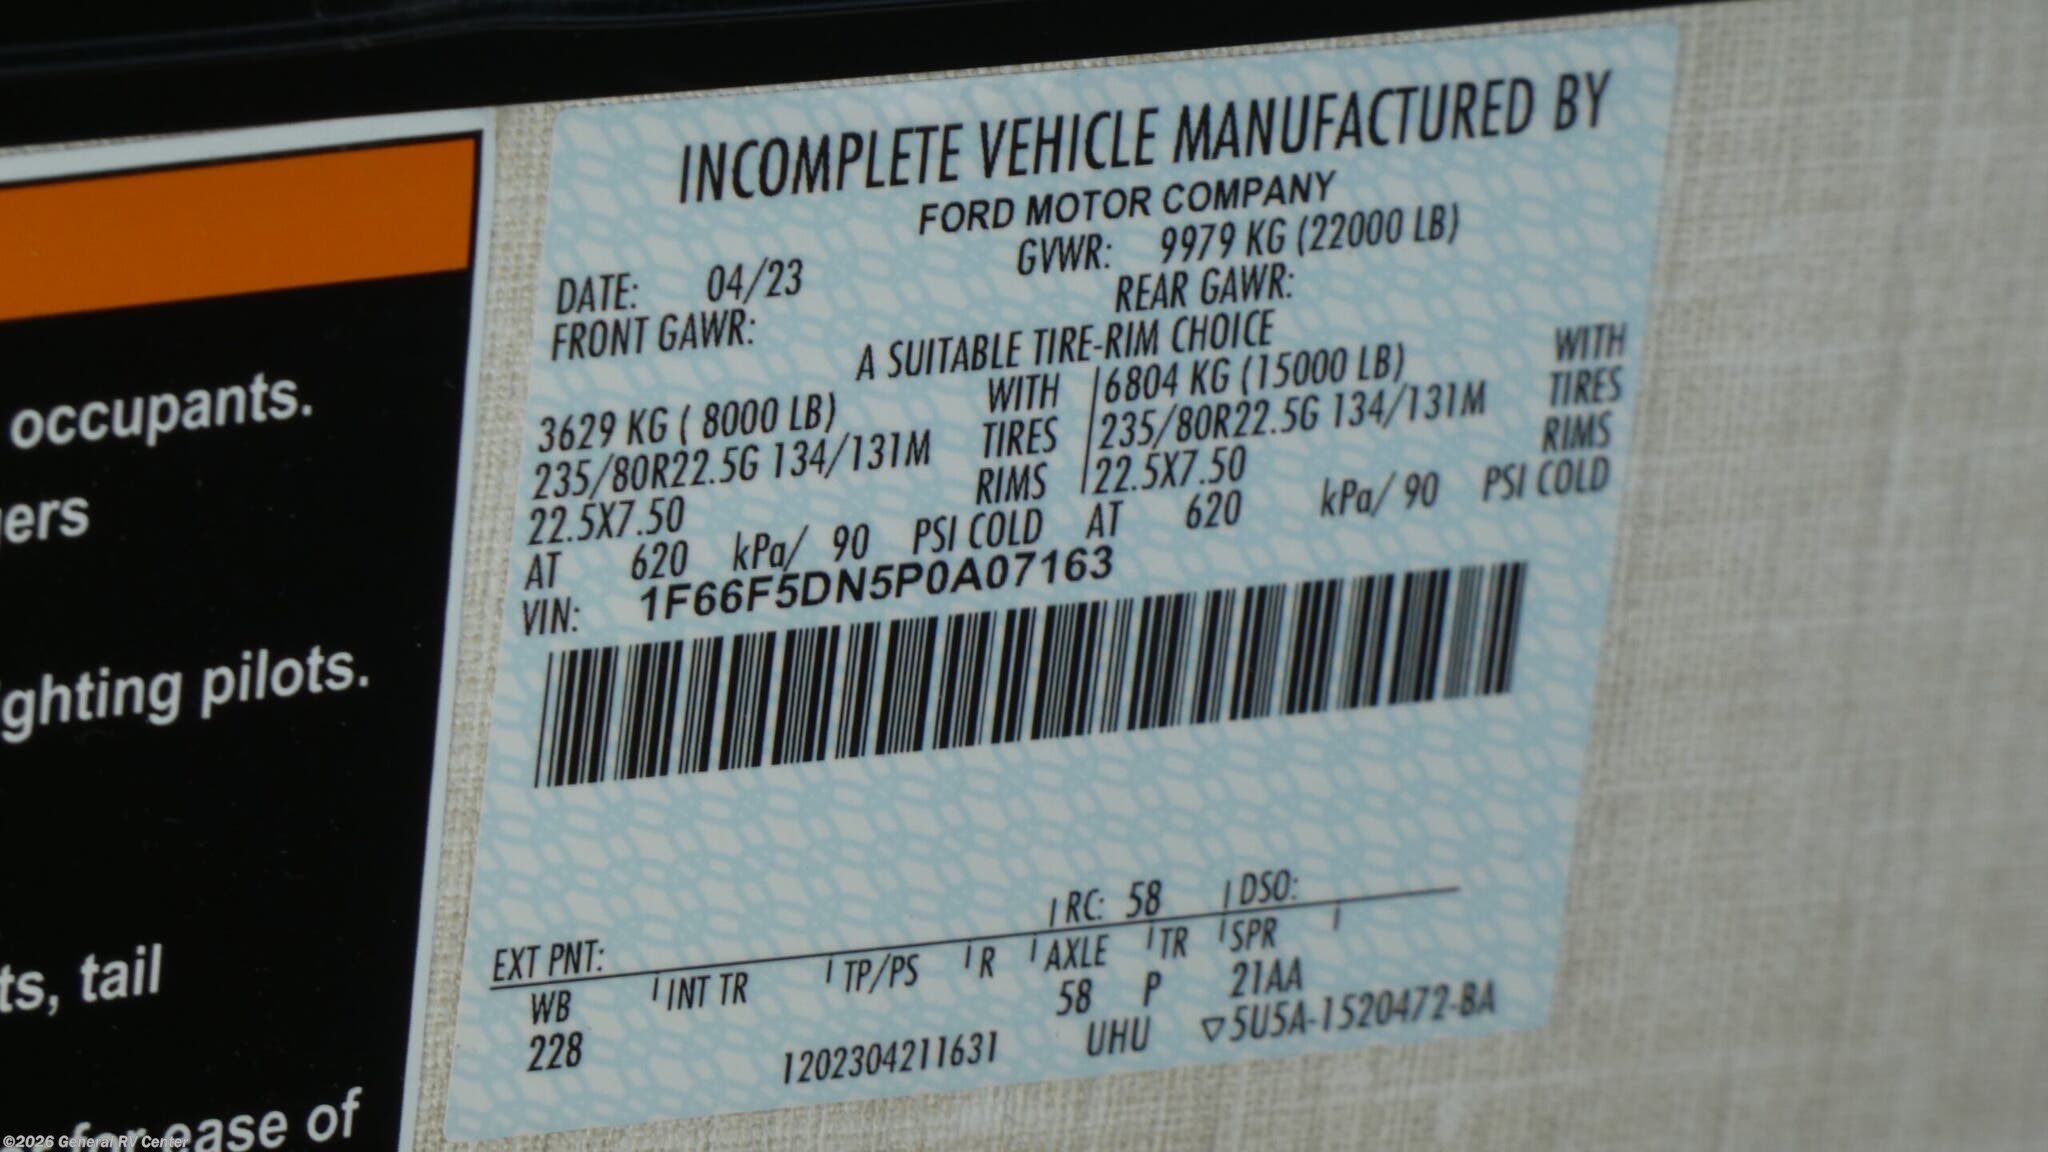 occupants.
ers
ghting pilots.
ts, tail
for ease of
INCOMPLETE VEHICLE MANUFACTURED BY
FORD MOTOR COMPANY
DATE: 04/23 GVWR: 9979 KG (22000 LB)
FRONT GAWR: REAR GAWR:
A SUITABLE TIRE-RIM CHOICE
3629 KG ( 8000 LB) WITH 6804 KG (15000 LB) WITH
235/80R22.5G 134/131M TIRES 235/80R22.5G 134/131M TIRES
22.5X7.50 RIMS 22.5X7.50 RIMS
AT 620 kPa/ 90 PSI COLD AT 620 kPa/ 90 PSI COLD
VIN: 1F66F5DN5P0A07163
EXT PNT: RC: 58 DSO:
WB INT TR TP/PS R AXLE TR SPR
228 58 P 21AA
1202304211631 UHU ▽5U5A-1520472-BA
©2026 General RV Center